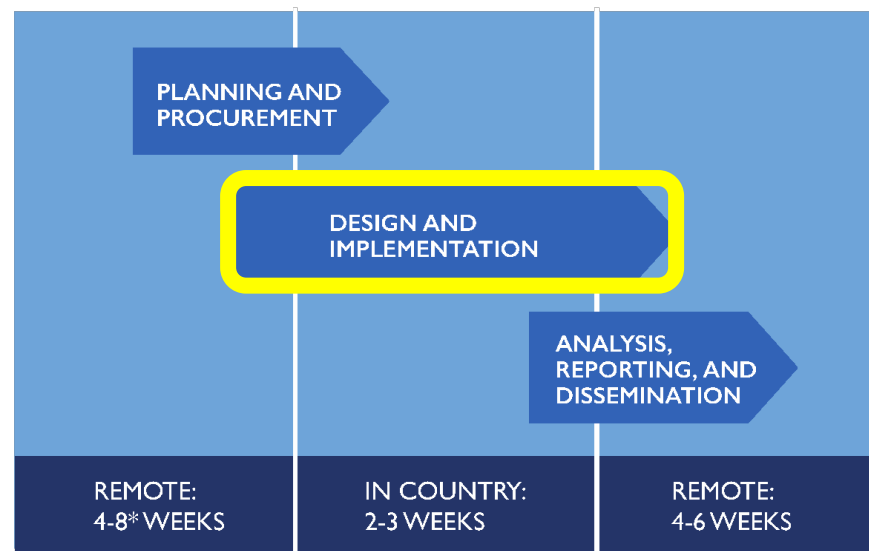 PLANNING AND
PROCUREMENT
DESIGN AND
IMPLEMENTATION
ANALYSIS,
REPORTING, AND
DISSEMINATION
REMOTE:
4-8* WEEKS
IN COUNTRY:
2-3 WEEKS
REMOTE:
4-6 WEEKS